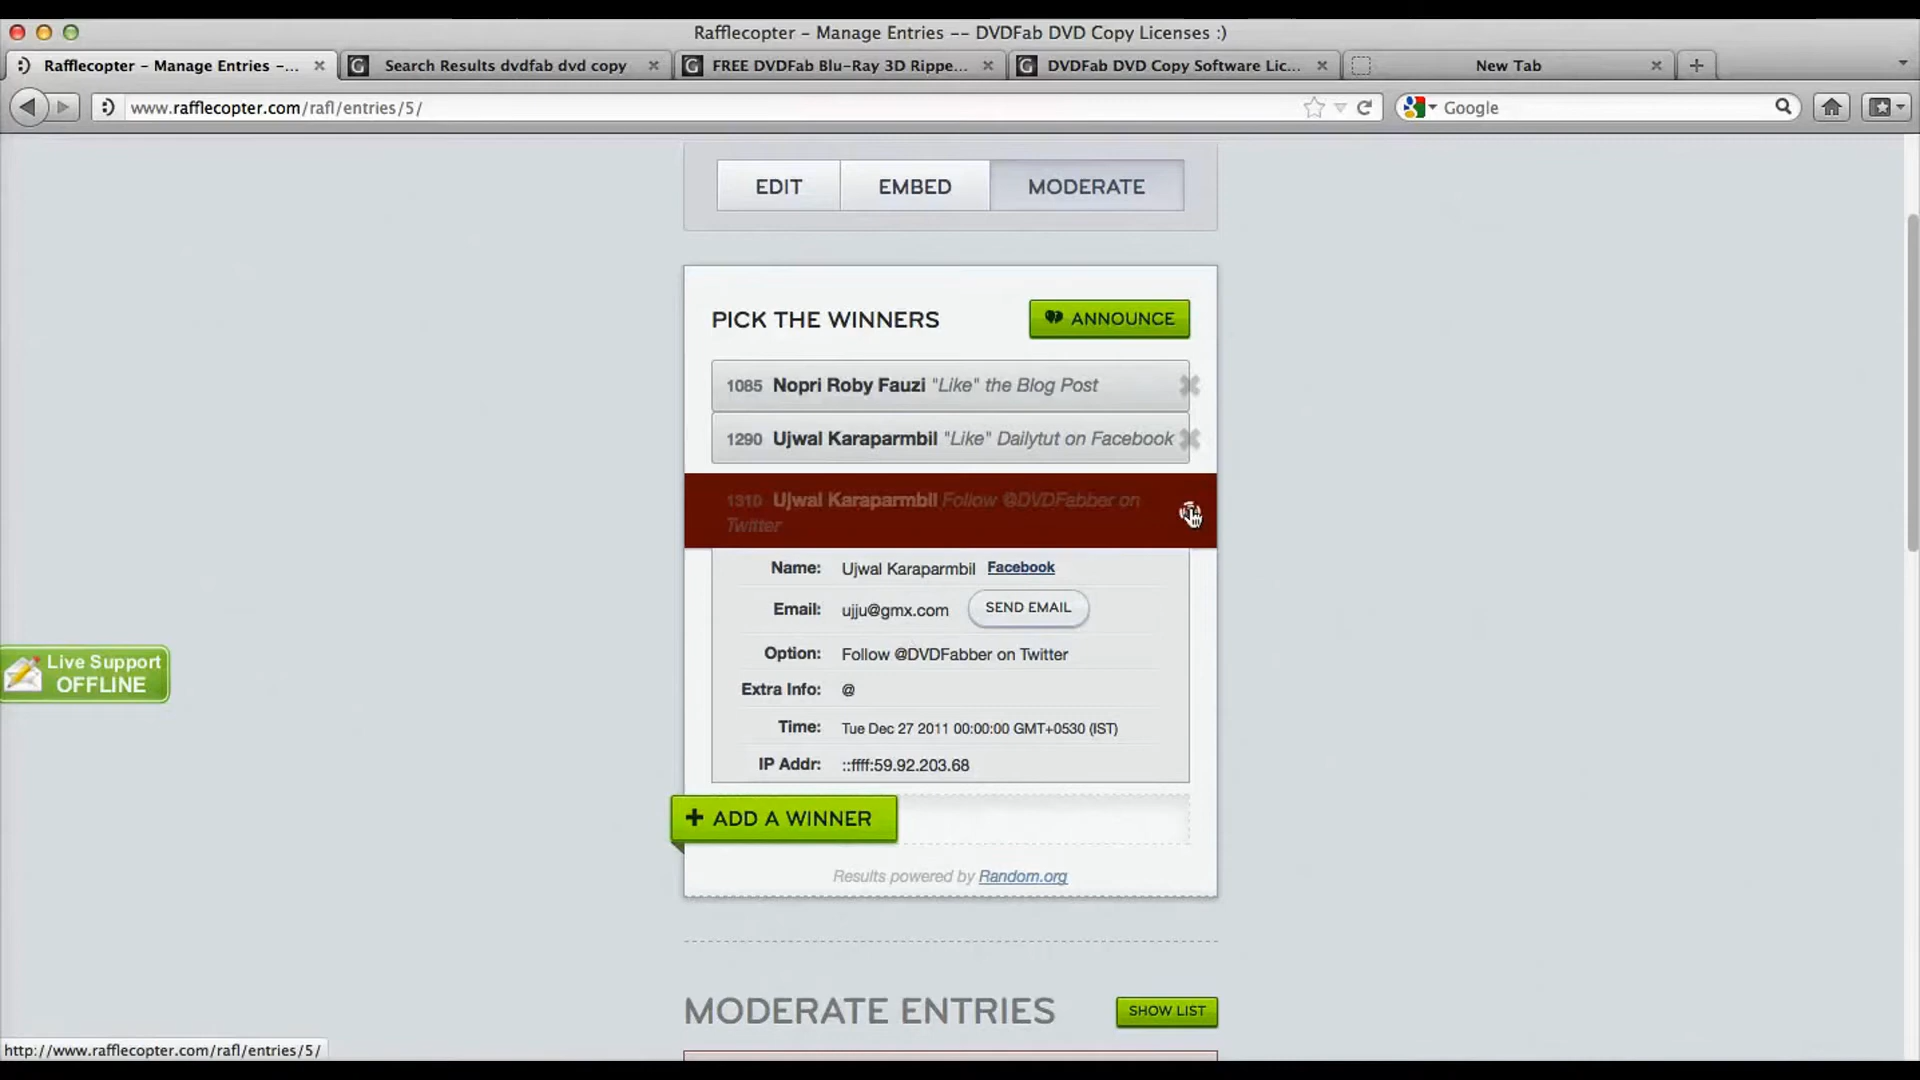 Rafflecopter - Manage Entries -- DVDFab DVD Copy Licenses :)
Rafflecopter - Manage Entries -...
Search Results dvdfab dvd copy
FREE DVDFab Blu-Ray 3D Rippe...
DVDFab DVD Copy Software Lic...
New Tab
www.rafflecopter.com/rafl/entries/5/
Google
EDIT
EMBED
MODERATE
PICK THE WINNERS
ANNOUNCE
1085 Nopri Roby Fauzi "Like" the Blog Post
1290 Ujwal Karaparmbil "Like" Dailytut on Facebook
1310 Ujwal Karaparmbil Follow @DVDFabber on
Twitter
Name: Ujwal Karaparmbil Facebook
Email: ujju@gmx.com SEND EMAIL
Option: Follow @DVDFabber on Twitter
Extra Info: @
Time: Tue Dec 27 2011 00:00:00 GMT+0530 (IST)
IP Addr: ::ffff:59.92.203.68
Live Support
OFFLINE
+ ADD A WINNER
Results powered by Random.org
MODERATE ENTRIES
SHOW LIST
http://www.rafflecopter.com/rafl/entries/5/